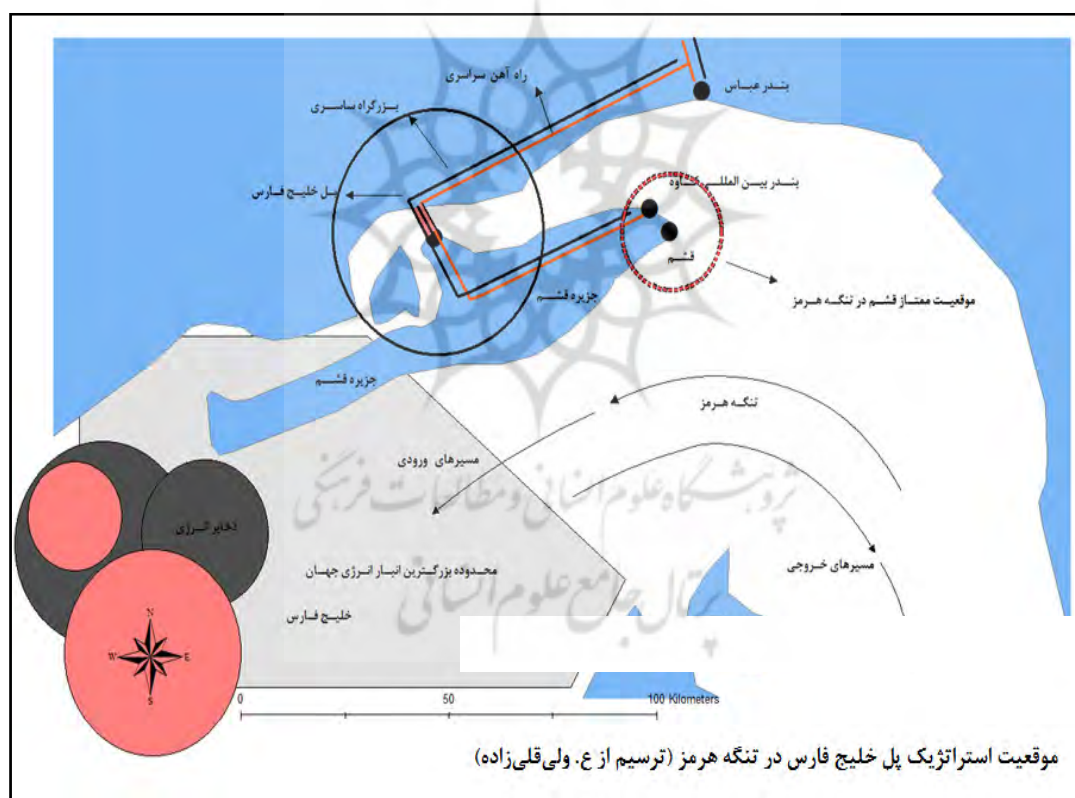 بندر عباس
راه آهن سراسری
بزرگراه ساسری
پل خلیج فارس
بندر بین المللی کاوه
قشم
موقعیت ممتاز قشم در تنگه هرمز
جزیره قشم
جزیره قشم
تنگه هرمز
مسیرهای ورودی
پژوهشگاه علوم انسانی و مطالعات فرهنگی
ذخایر انرژی
محدوده بزرگترین انبار انرژی جهان
مسیرهای خروجی
پرتال جامع علوم انسانی
خلیج فارس
N
W E
S
0 50 100 Kilometers
موقعیت استراتژیک پل خلیج فارس در تنگه هرمز (ترسیم از ع. ولی‌قلی‌زاده)